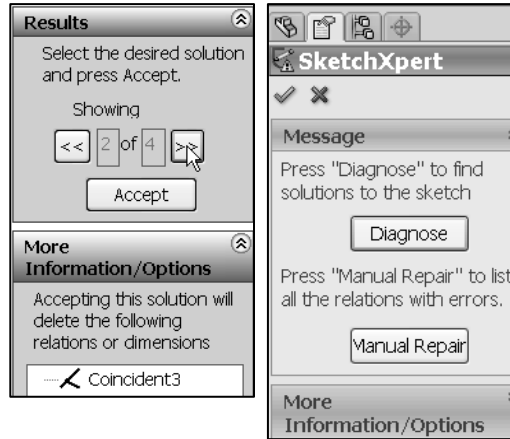 Results
Select the desired solution
and press Accept.
Showing
<< 2 of 4 >>
Accept
More
Information/Options
Accepting this solution will
delete the following
relations or dimensions
Coincident3
SketchXpert
Message
Press "Diagnose" to find
solutions to the sketch
Diagnose
Press "Manual Repair" to list
all the relations with errors.
Manual Repair
More
Information/Options